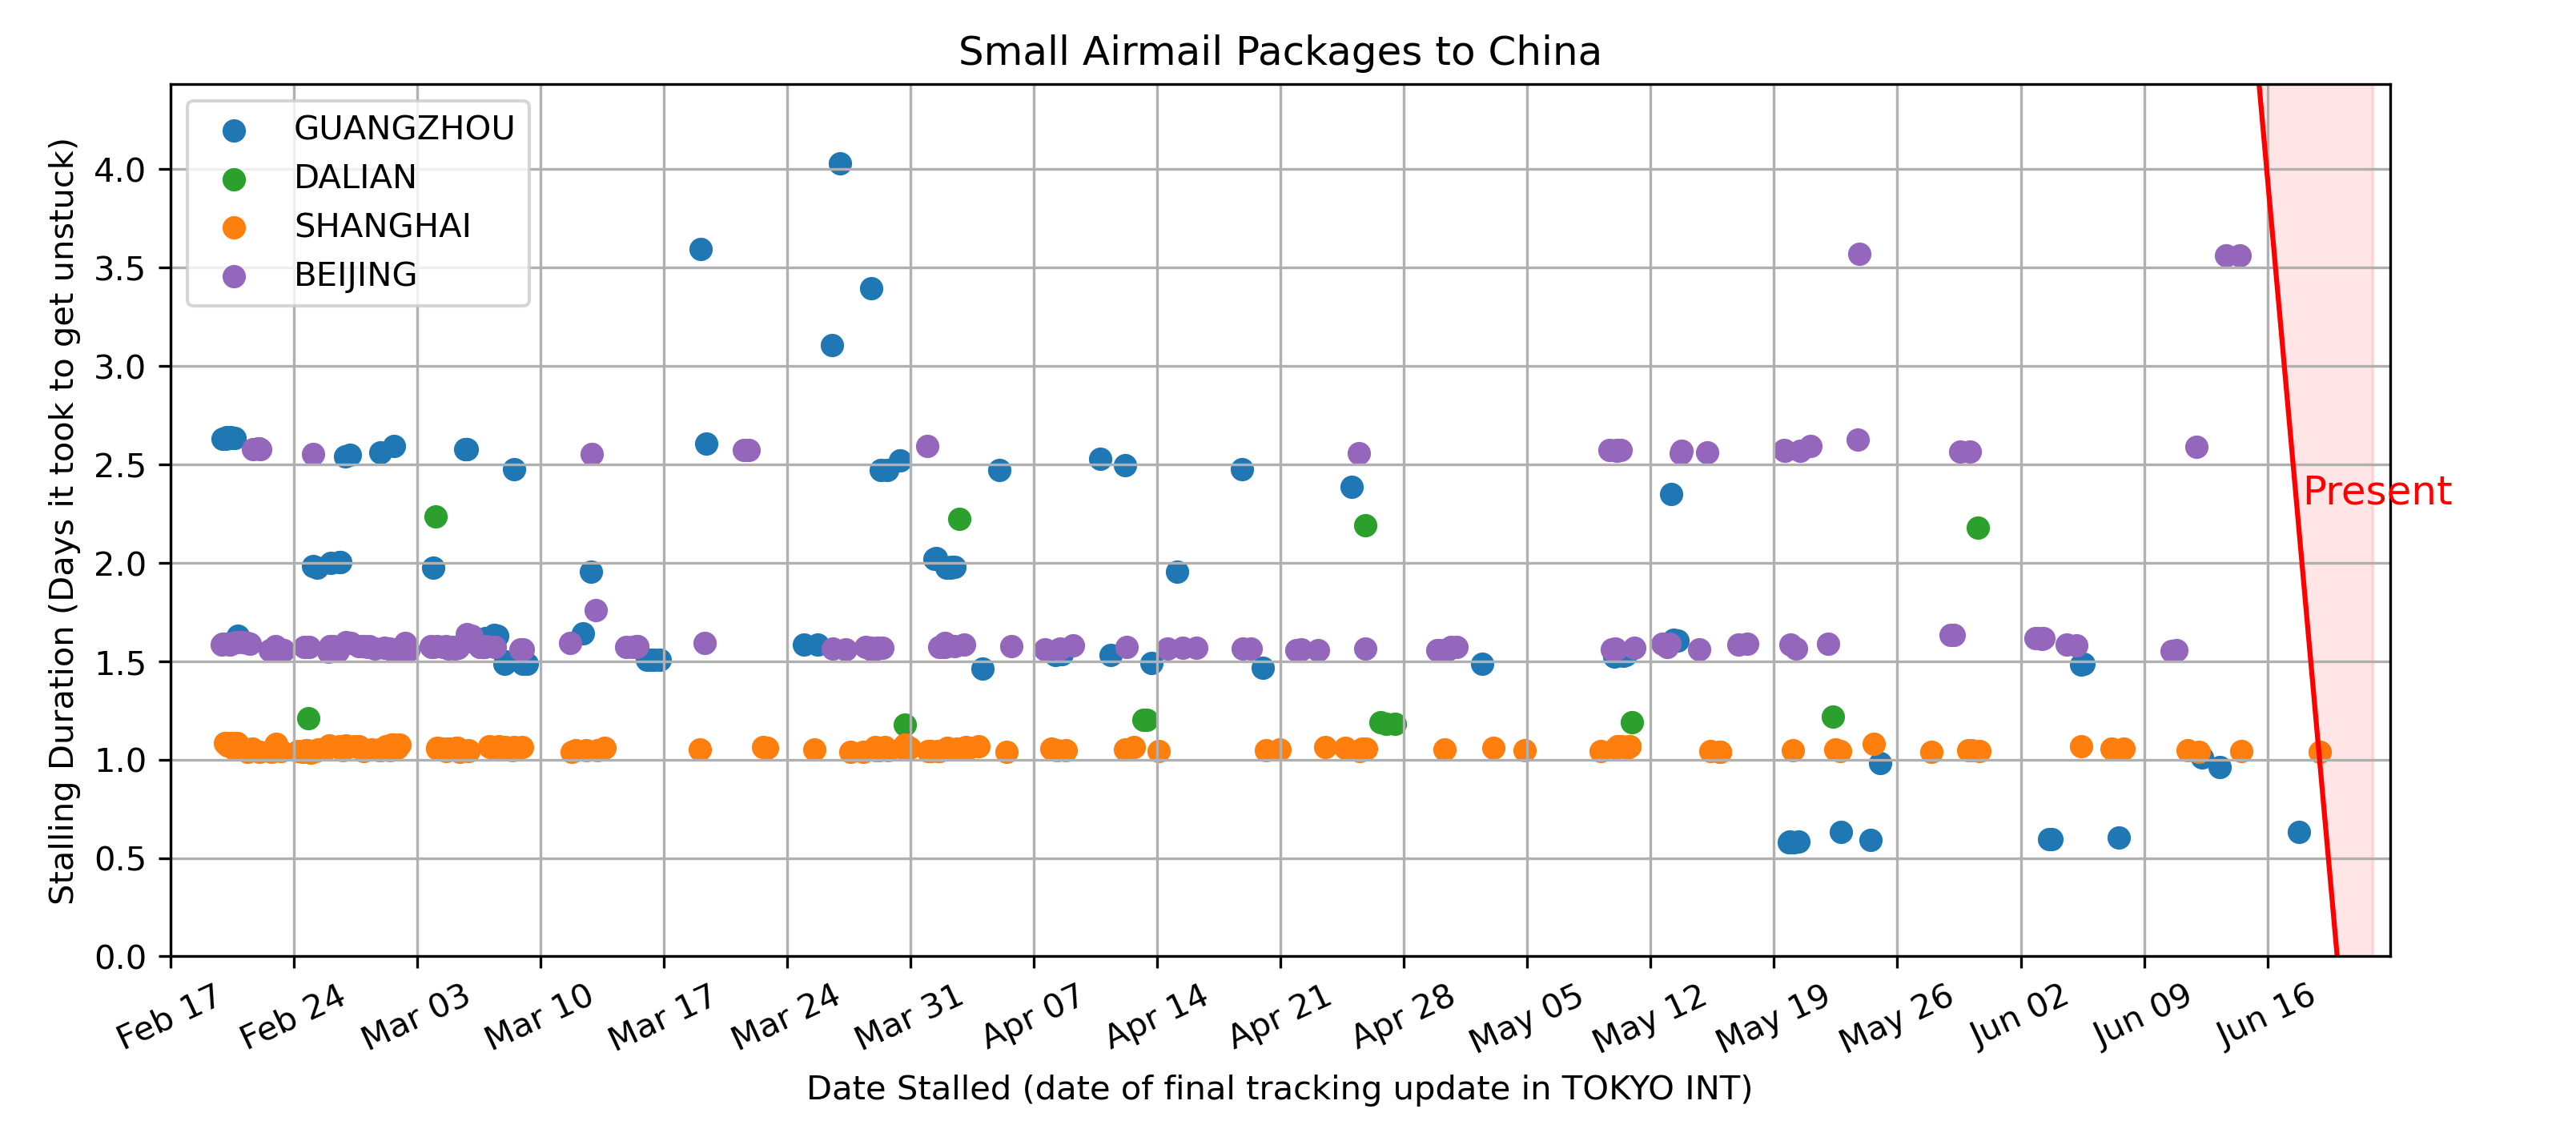 Small Airmail Packages to China
GUANGZHOU
DALIAN
SHANGHAI
BEIJING
Stalling Duration (Days it took to get unstuck)
4.0
3.5
3.0
2.5
2.0
1.5
1.0
0.5
0.0
Present
Feb 17
Feb 24
Mar 03
Mar 10
Mar 17
Mar 24
Mar 31
Apr 07
Apr 14
Apr 21
Apr 28
May 05
May 12
May 19
May 26
Jun 02
Jun 09
Jun 16
Date Stalled (date of final tracking update in TOKYO INT)